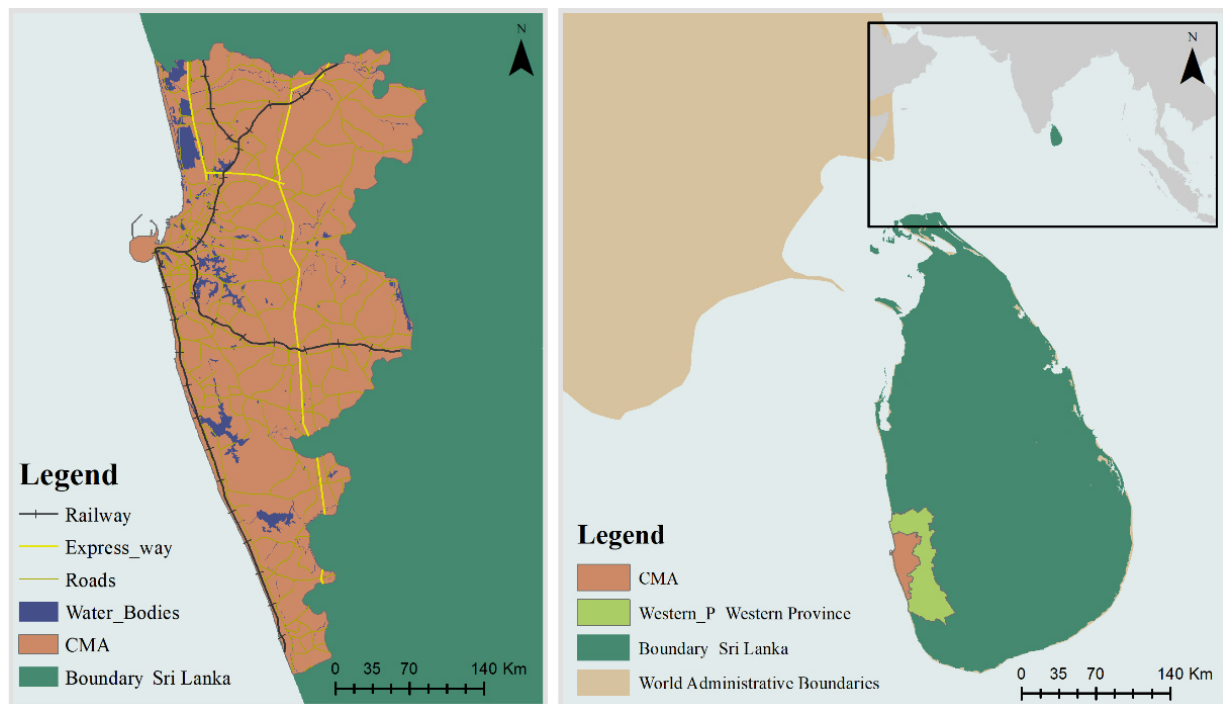 N
Legend
Railway
Express_way
Roads
Water_Bodies
CMA
Boundary Sri Lanka
0 35 70 140 Km
N
Legend
CMA
Western_P Western Province
Boundary Sri Lanka
World Administrative Boundaries
0 35 70 140 Km